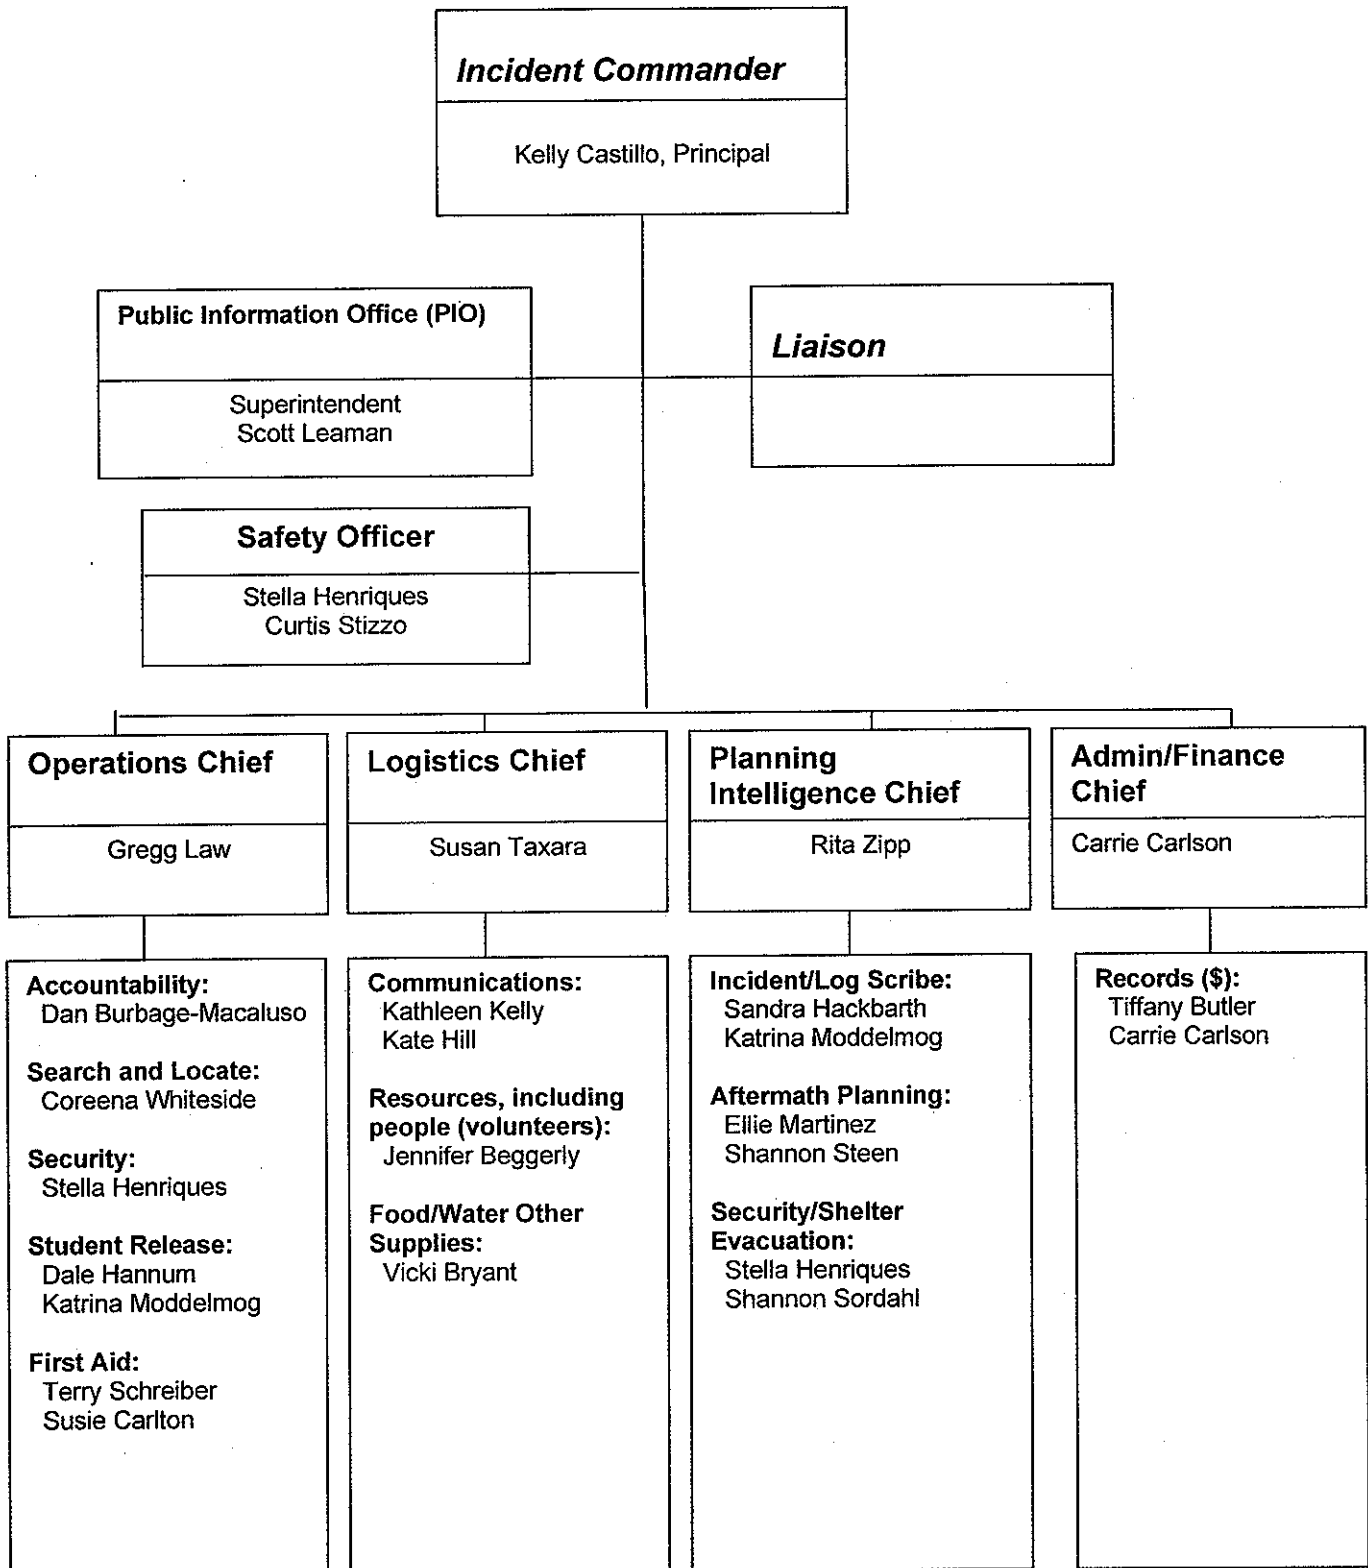 Incident Commander
Kelly Castillo, Principal
Public Information Office (PIO)
Superintendent
Scott Leaman
Liaison
Safety Officer
Stella Henriques
Curtis Stizzo
Operations Chief
Gregg Law
Logistics Chief
Susan Taxara
Planning
Intelligence Chief
Rita Zipp
Admin/Finance
Chief
Carrie Carlson
Accountability:
Dan Burbage-Macaluso
Search and Locate:
Coreena Whiteside
Security:
Stella Henriques
Student Release:
Dale Hannum
Katrina Moddelmog
First Aid:
Terry Schreiber
Susie Carlton
Communications:
Kathleen Kelly
Kate Hill
Resources, including
people (volunteers):
Jennifer Beggerly
Food/Water Other
Supplies:
Vicki Bryant
Incident/Log Scribe:
Sandra Hackbarth
Katrina Moddelmog
Aftermath Planning:
Ellie Martinez
Shannon Steen
Security/Shelter
Evacuation:
Stella Henriques
Shannon Sordahl
Records ($):
Tiffany Butler
Carrie Carlson